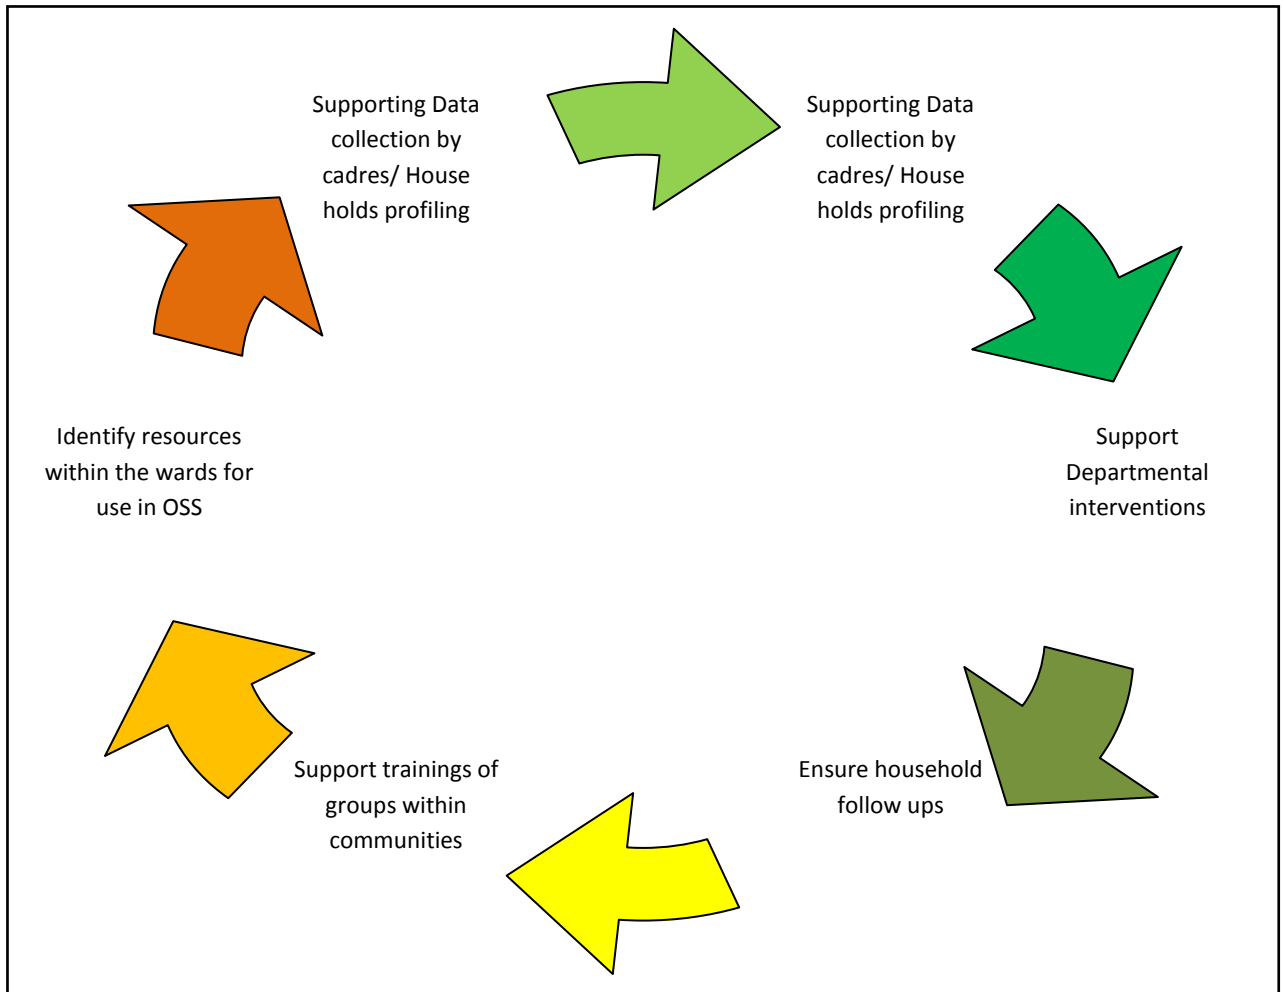 Supporting Data
collection by
cadres/ House
holds profiling
Supporting Data
collection by
cadres/ House
holds profiling
Support
Departmental
interventions
Ensure household
follow ups
Support trainings of
groups within
communities
Identify resources
within the wards for
use in OSS